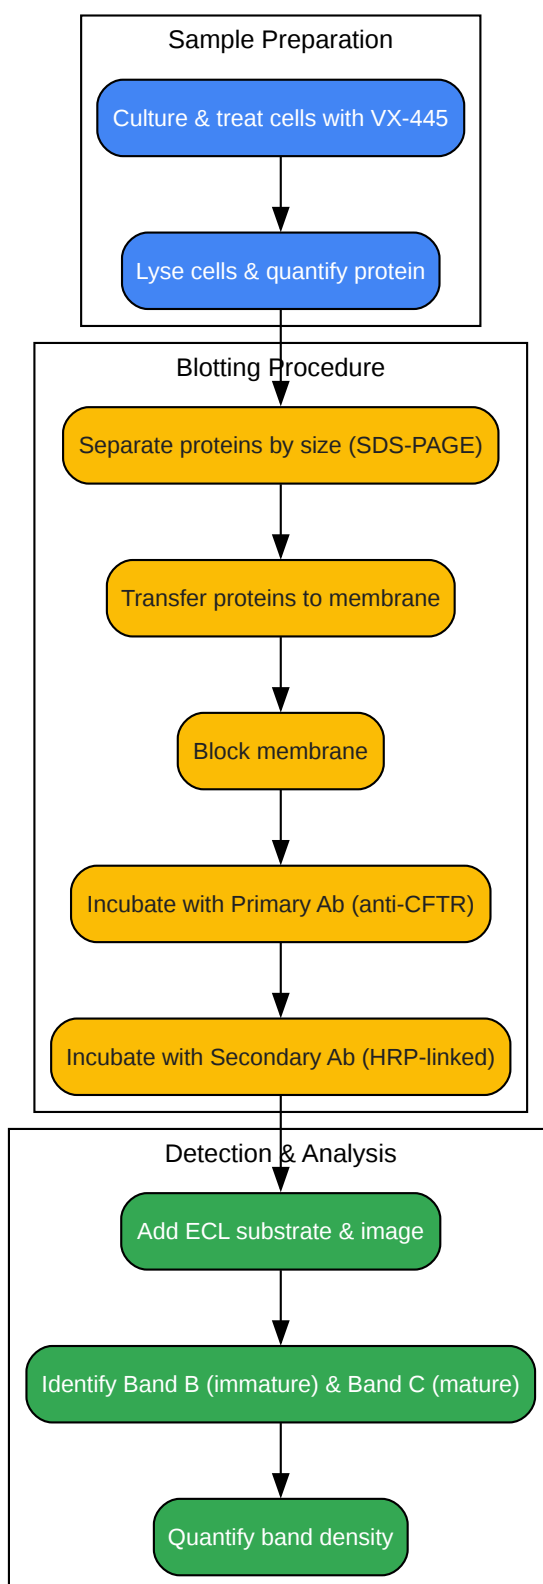 Sample Preparation
Culture & treat cells with VX-445
Lyse cells & quantify protein
Blotting Procedure
Separate proteins by size (SDS-PAGE)
Transfer proteins to membrane
Block membrane
Incubate with Primary Ab (anti-CFTR)
Incubate with Secondary Ab (HRP-linked)
Detection & Analysis
Add ECL substrate & image
Identify Band B (immature) & Band C (mature)
Quantify band density